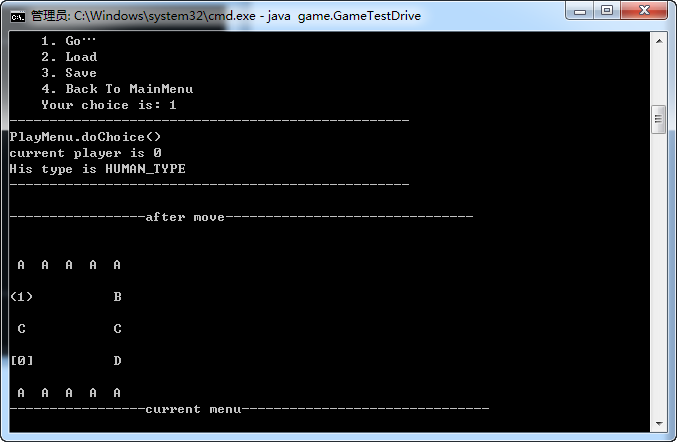 管理员: C:\Windows\system32\cmd.exe - java  game.GameTestDrive
1. Go…
2. Load
3. Save
4. Back To MainMenu
Your choice is: 1
--------------------------------------------------
PlayMenu.doChoice()
current player is 0
His type is HUMAN_TYPE
--------------------------------------------------
-----------------after move-------------------------------
A  A  A  A  A
(1)          B
C           C
[0]          D
A  A  A  A  A
-----------------current menu-------------------------------